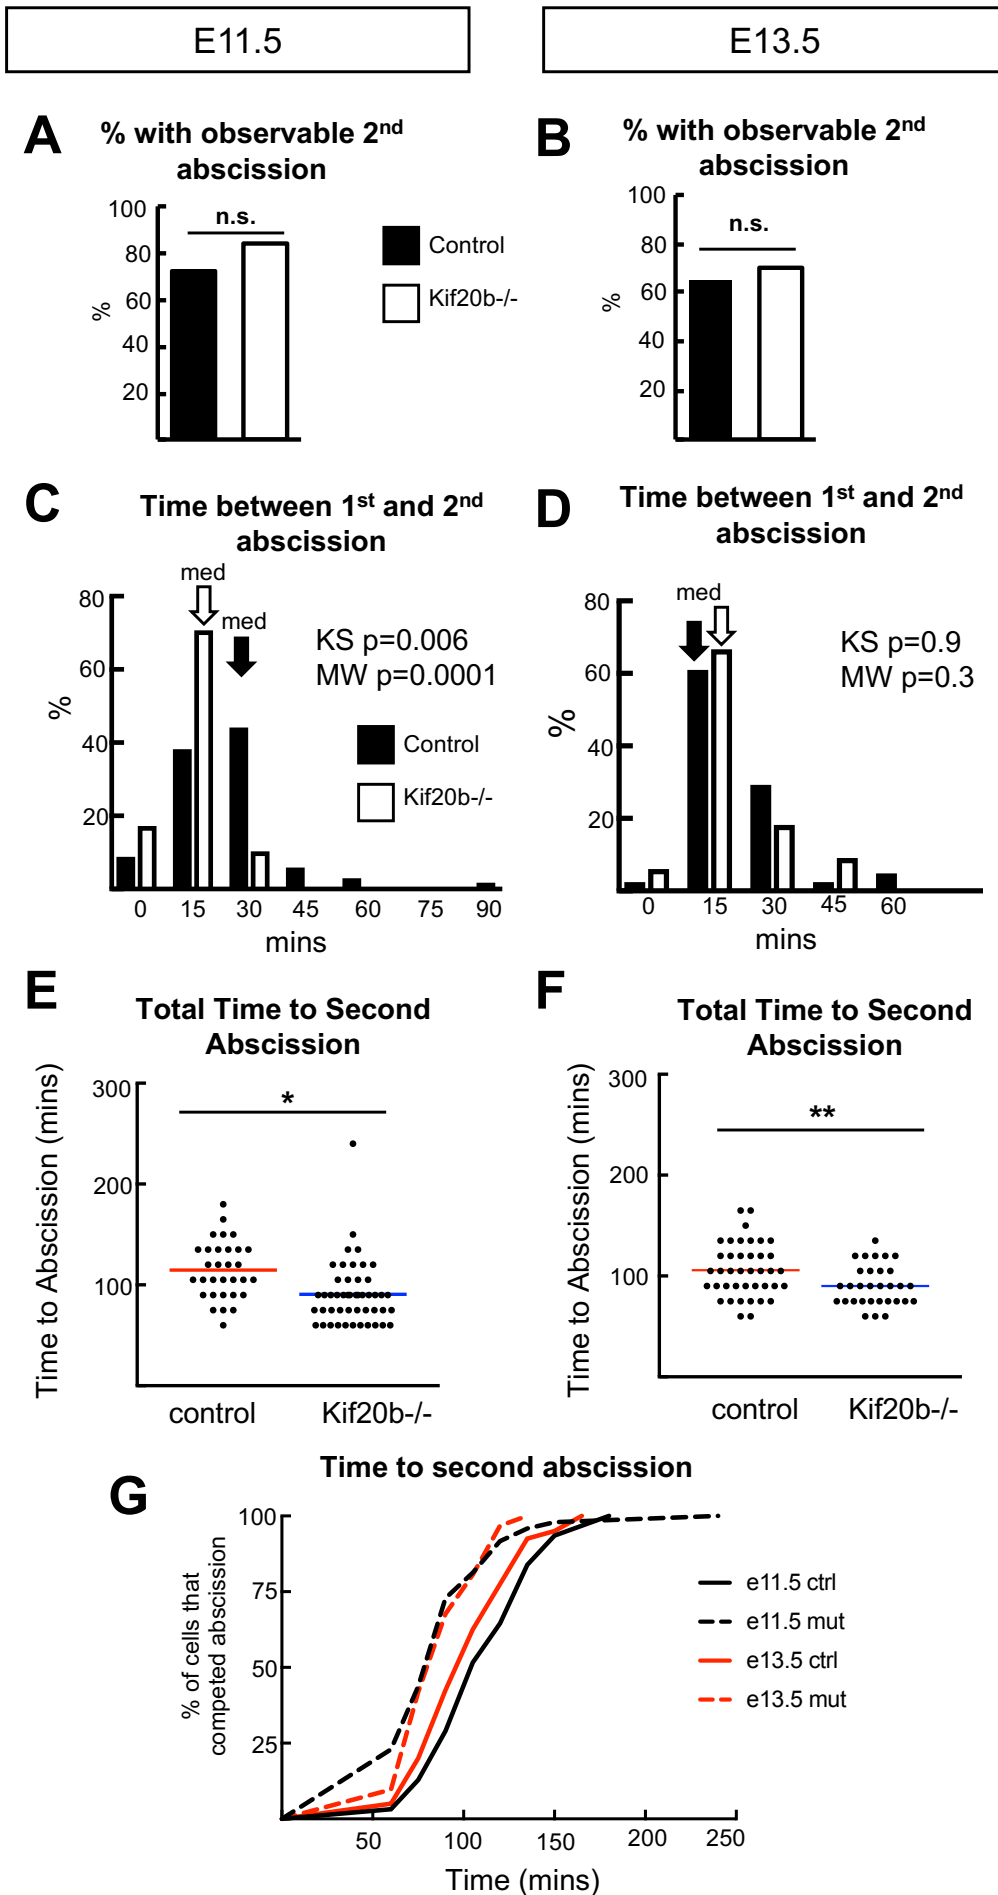 E11.5
E13.5
A
% with observable 2nd
abscission
B
% with observable 2nd
abscission
100
80
60
40
20
%
n.s.
Control
Kif20b-/-
100
80
60
40
20
%
n.s.
C
Time between 1st and 2nd
abscission
D
Time between 1st and 2nd
abscission
med
med
KS p=0.006
MW p=0.0001
Control
Kif20b-/-
80
60
40
20
%
0 15 30 45 60 75 90
mins
med
KS p=0.9
MW p=0.3
80
60
40
20
%
0 15 30 45 60
mins
E
Total Time to Second
Abscission
F
Total Time to Second
Abscission
Time to Abscission (mins)
300
200
100
*
control Kif20b-/-
Time to Abscission (mins)
300
200
100
**
control Kif20b-/-
G
Time to second abscission
% of cells that
competed abscission
100
75
50
25
50 100 150 200 250
Time (mins)
e11.5 ctrl
e11.5 mut
e13.5 ctrl
e13.5 mut